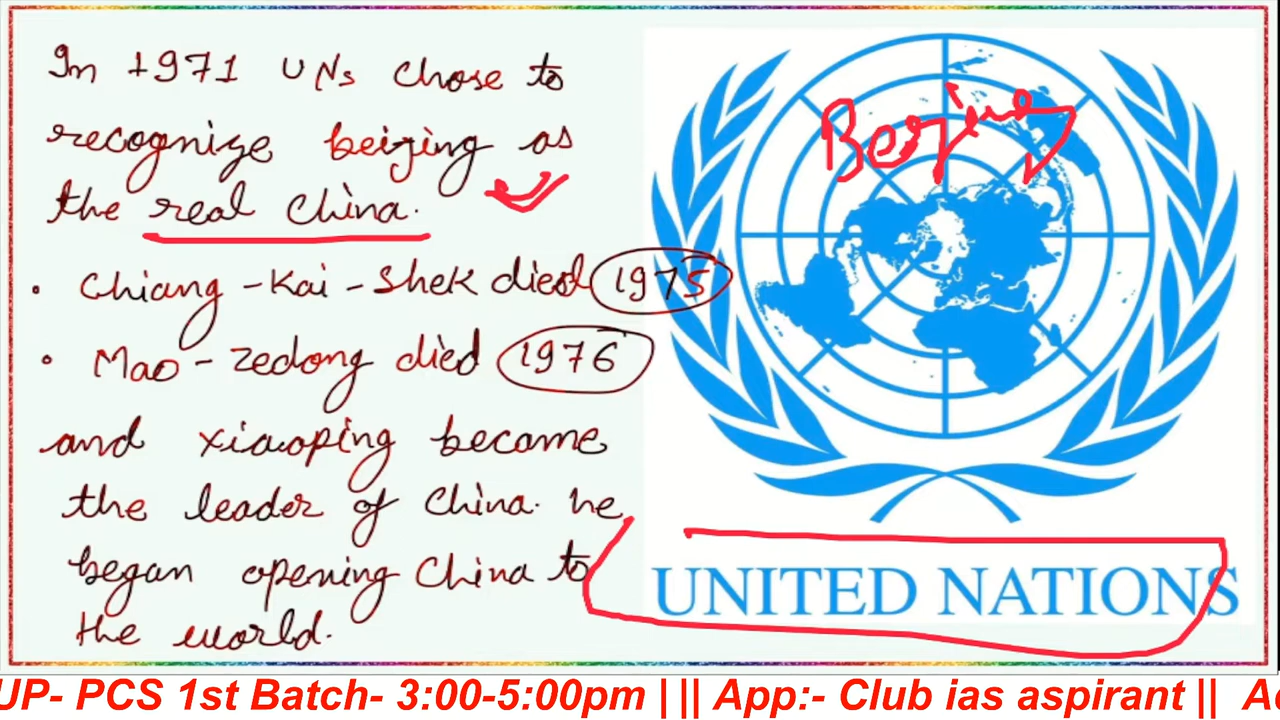 In 1971 UNs chose to
recognize beizing as
the real China.
• Chiang-Kai-Shek died 1975
• Mao-zedong died 1976
and xiaoping became
the leader of China. he
began opening China to
the world.
Beijing
UNITED NATIONS
UP- PCS 1st Batch- 3:00-5:00pm | || App:- Club ias aspirant ||